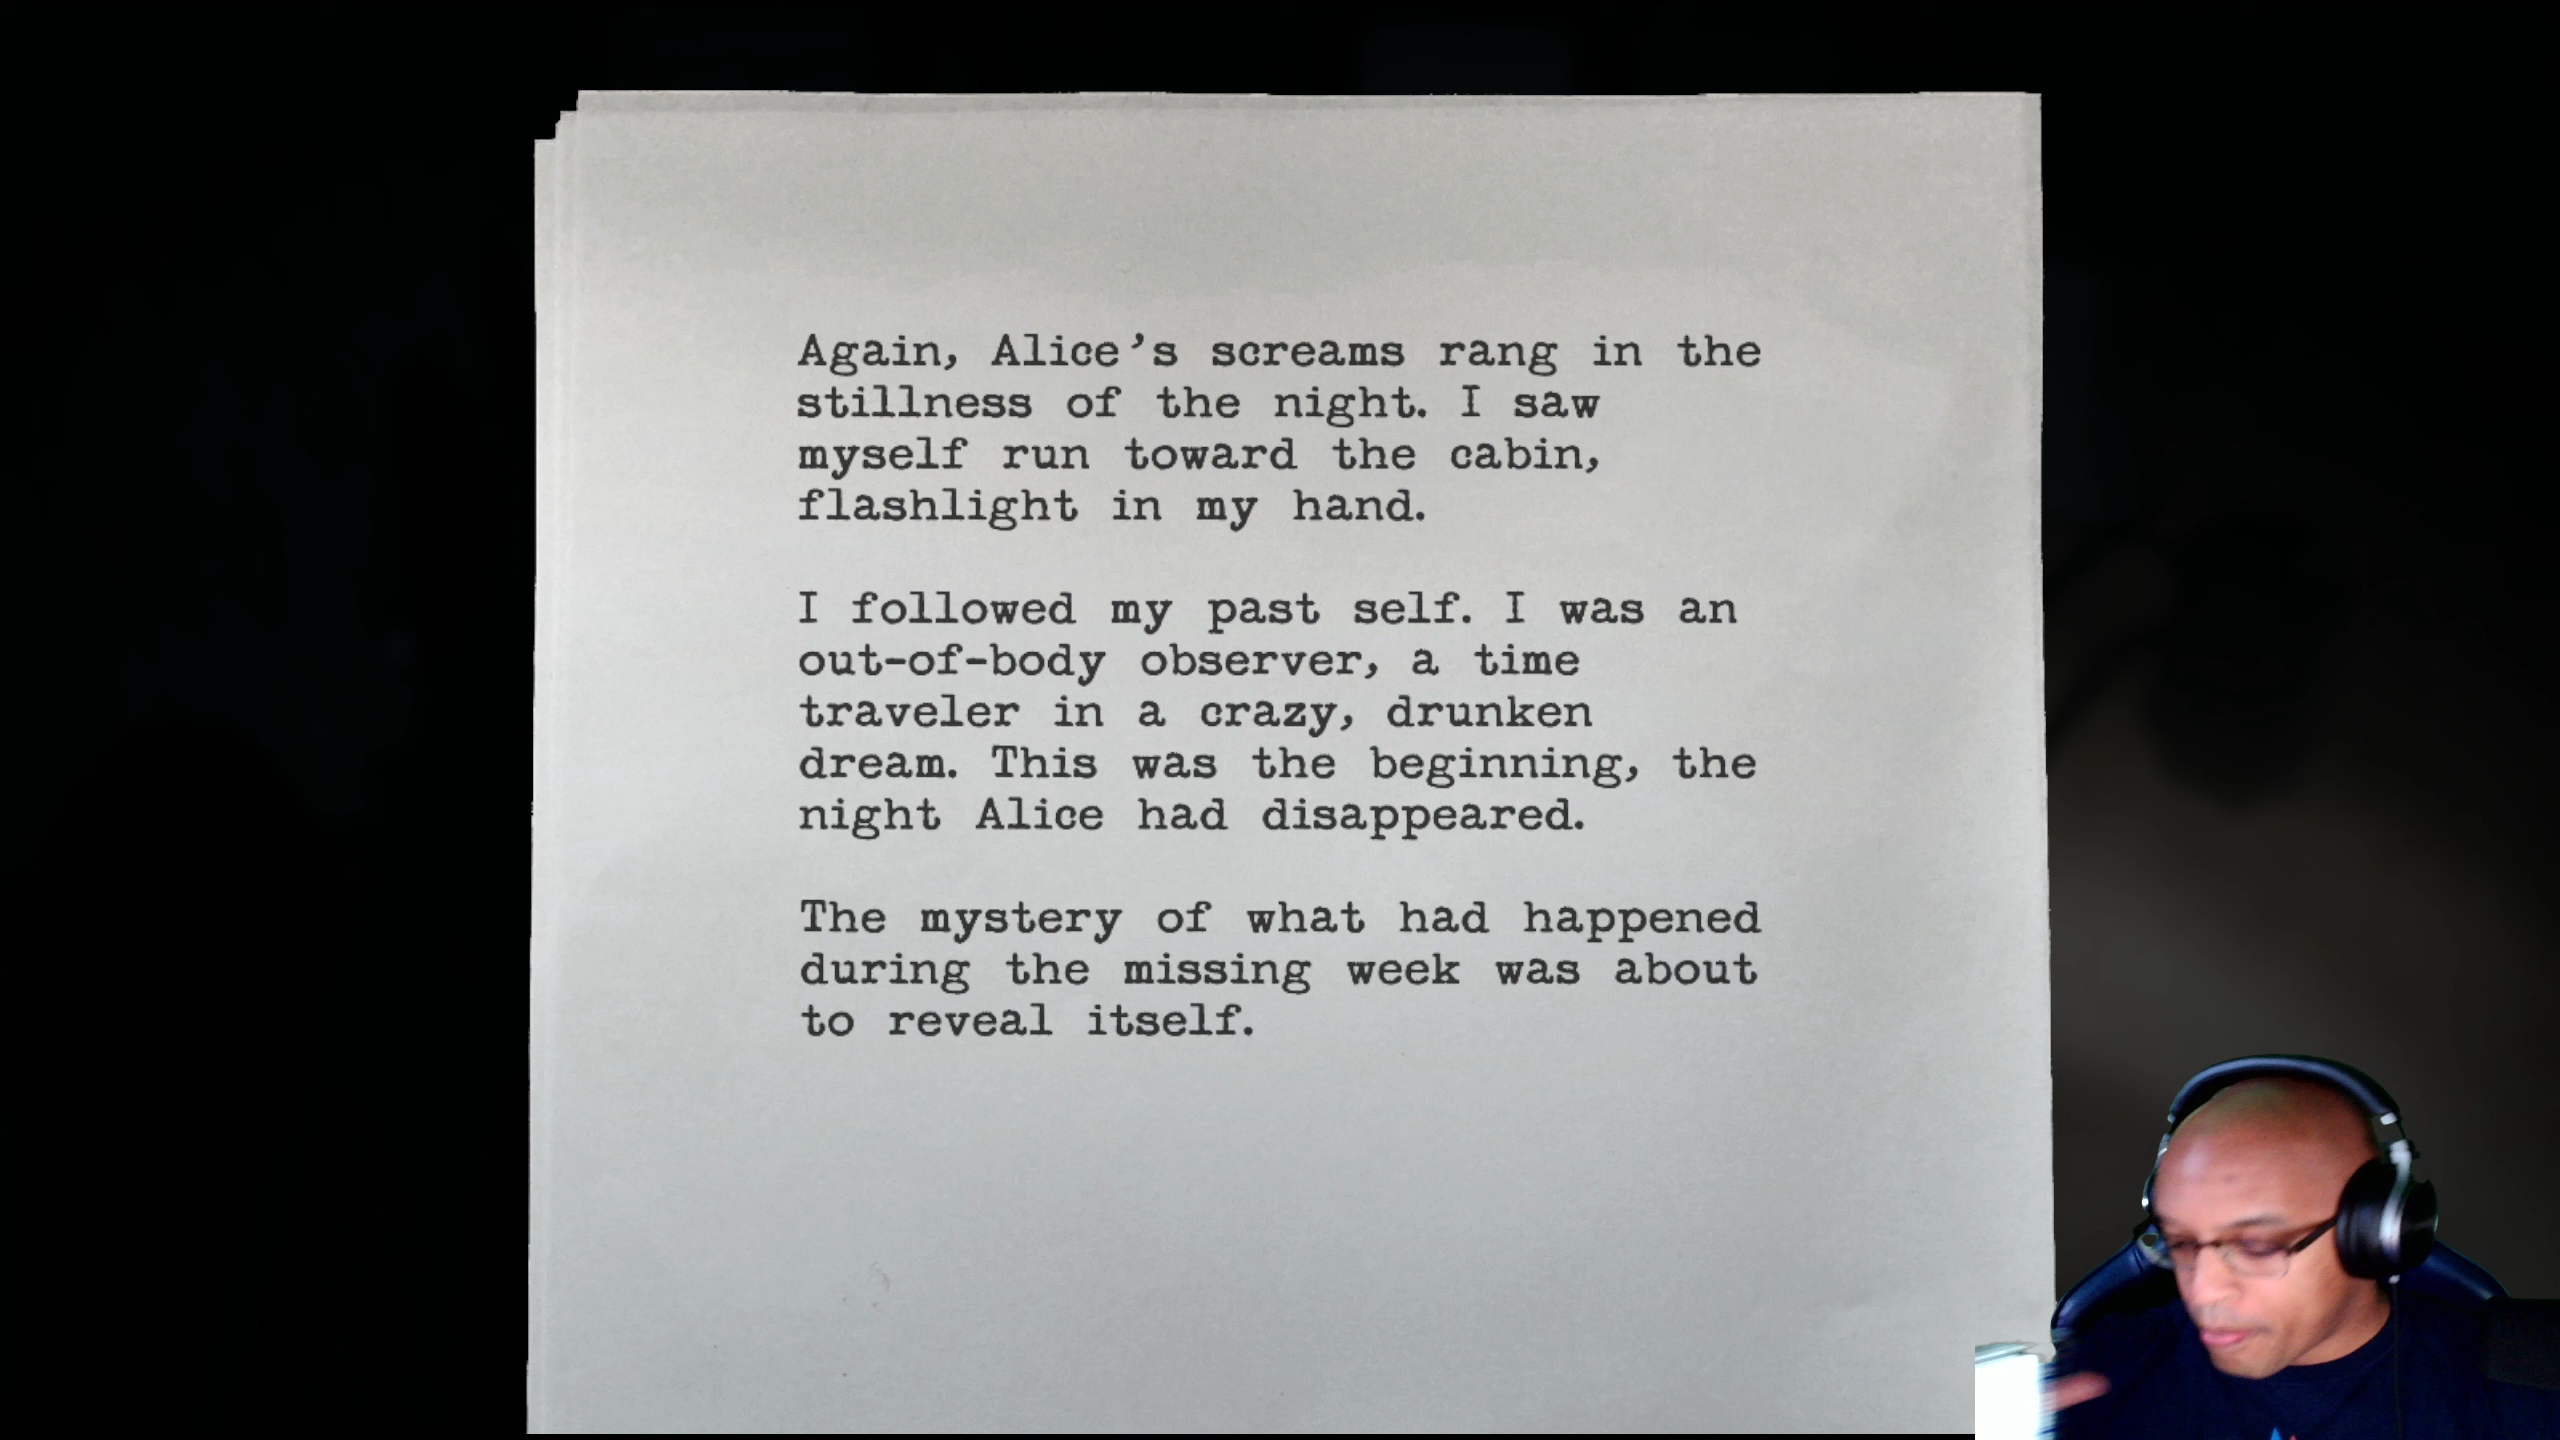 Again, Alice’s screams rang in the
stillness of the night. I saw
myself run toward the cabin,
flashlight in my hand.
I followed my past self. I was an
out-of-body observer, a time
traveler in a crazy, drunken
dream. This was the beginning, the
night Alice had disappeared.
The mystery of what had happened
during the missing week was about
to reveal itself.